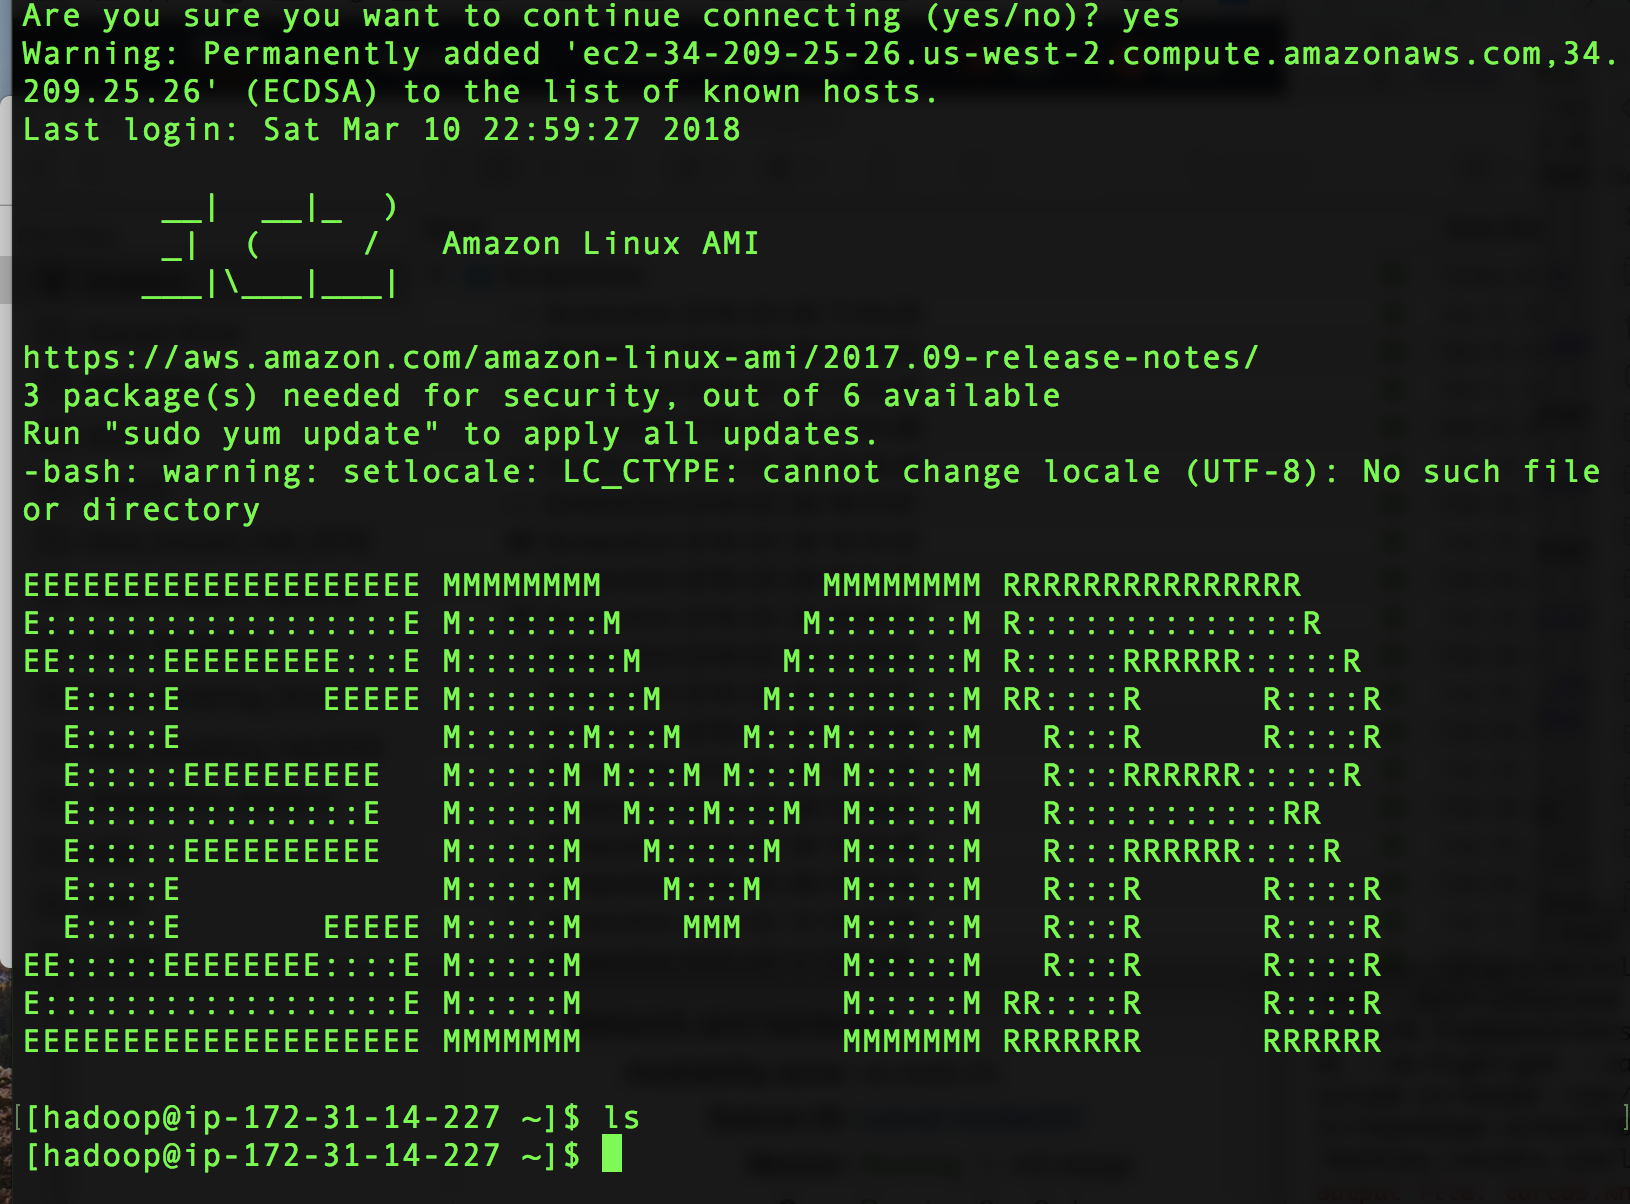 Are you sure you want to continue connecting (yes/no)? yes
Warning: Permanently added 'ec2-34-209-25-26.us-west-2.compute.amazonaws.com,34.
209.25.26' (ECDSA) to the list of known hosts.
Last login: Sat Mar 10 22:59:27 2018

       __|  __|_  )
       _|  (     /   Amazon Linux AMI
      ___|\___|___|

https://aws.amazon.com/amazon-linux-ami/2017.09-release-notes/
3 package(s) needed for security, out of 6 available
Run "sudo yum update" to apply all updates.
-bash: warning: setlocale: LC_CTYPE: cannot change locale (UTF-8): No such file
or directory

EEEEEEEEEEEEEEEEEEEE MMMMMMMM           MMMMMMMM RRRRRRRRRRRRRRR
E::::::::::::::::::E M:::::::M         M:::::::M R::::::::::::::R
EE:::::EEEEEEEEE:::E M::::::::M       M::::::::M R:::::RRRRRR:::::R
  E::::E       EEEEE M:::::::::M     M:::::::::M RR::::R      R::::R
  E::::E             M::::::M:::M   M:::M::::::M   R:::R      R::::R
  E:::::EEEEEEEEEE   M:::::M M:::M M:::M M:::::M   R:::RRRRRR:::::R
  E::::::::::::::E   M:::::M  M:::M:::M  M:::::M   R:::::::::::RR
  E:::::EEEEEEEEEE   M:::::M   M:::::M   M:::::M   R:::RRRRRR::::R
  E::::E             M:::::M    M:::M    M:::::M   R:::R      R::::R
  E::::E       EEEEE M:::::M     MMM     M:::::M   R:::R      R::::R
EE:::::EEEEEEEE::::E M:::::M             M:::::M   R:::R      R::::R
E::::::::::::::::::E M:::::M             M:::::M RR::::R      R::::R
EEEEEEEEEEEEEEEEEEEE MMMMMMM             MMMMMMM RRRRRRR      RRRRRR

[[hadoop@ip-172-31-14-227 ~]$ ls ]
[hadoop@ip-172-31-14-227 ~]$